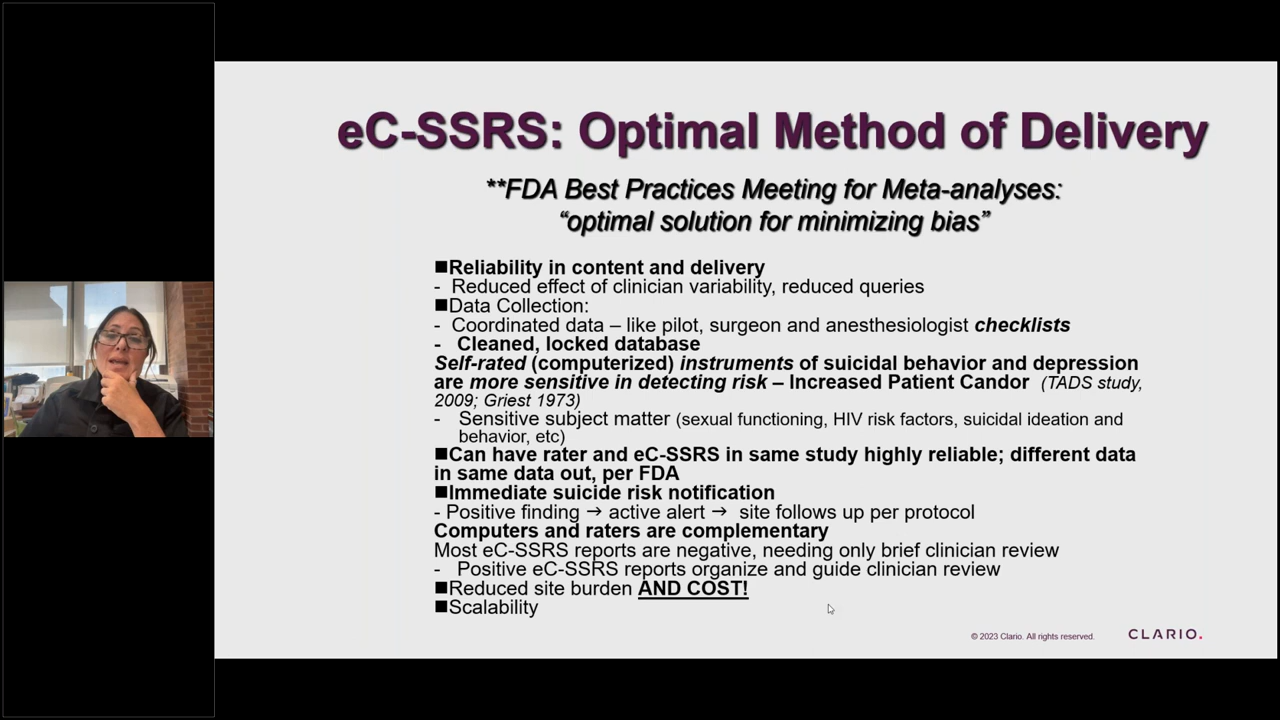 eC-SSRS: Optimal Method of Delivery
**FDA Best Practices Meeting for Meta-analyses:
“optimal solution for minimizing bias”
■Reliability in content and delivery
- Reduced effect of clinician variability, reduced queries
■Data Collection:
- Coordinated data – like pilot, surgeon and anesthesiologist checklists
- Cleaned, locked database
Self-rated (computerized) instruments of suicidal behavior and depression
are more sensitive in detecting risk – Increased Patient Candor (TADS study,
2009; Griest 1973)
- Sensitive subject matter (sexual functioning, HIV risk factors, suicidal ideation and
behavior, etc)
■Can have rater and eC-SSRS in same study highly reliable; different data
in same data out, per FDA
■Immediate suicide risk notification
- Positive finding → active alert → site follows up per protocol
Computers and raters are complementary
Most eC-SSRS reports are negative, needing only brief clinician review
- Positive eC-SSRS reports organize and guide clinician review
■Reduced site burden AND COST!
■Scalability
© 2023 Clario. All rights reserved.
CLARIO.